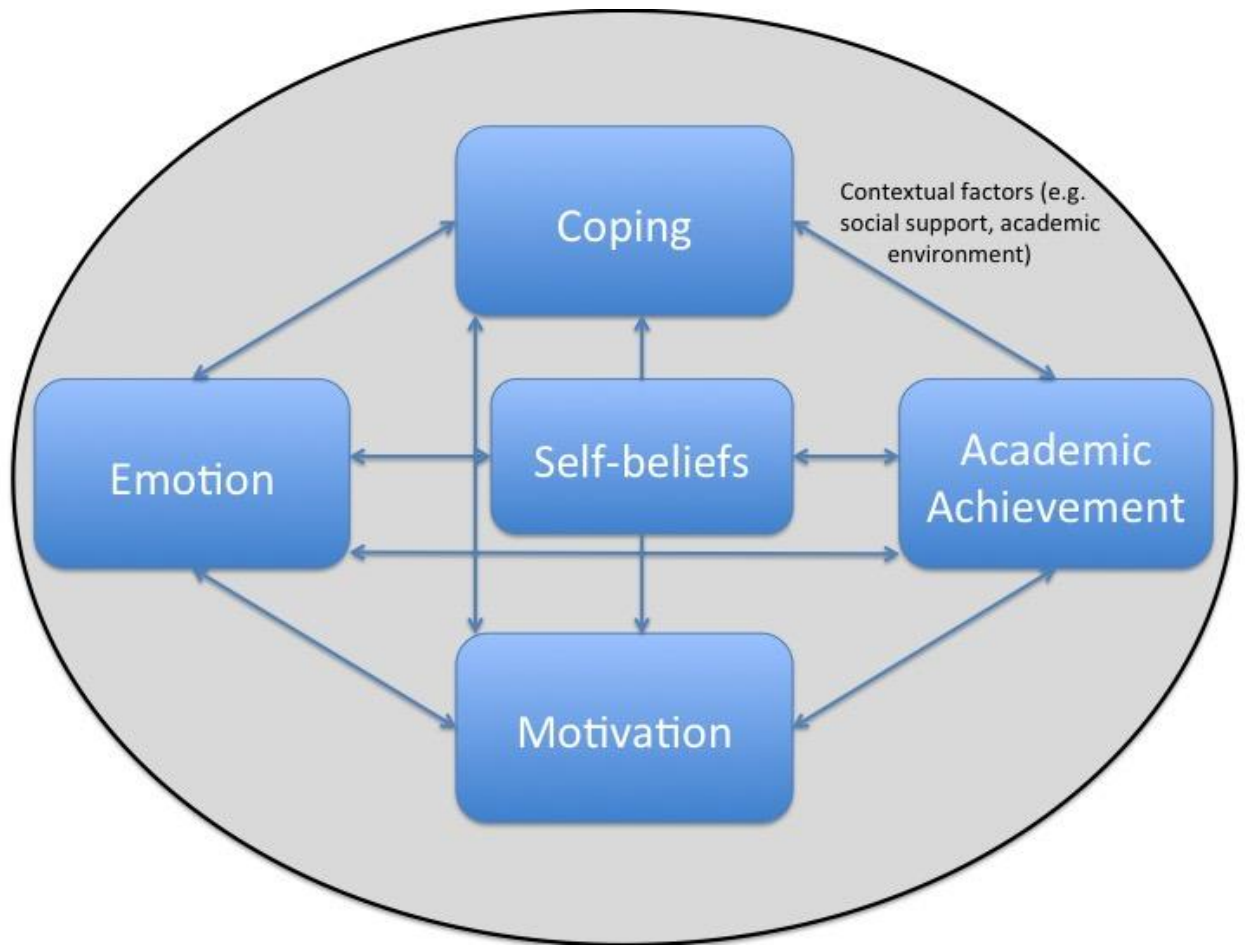 Coping
Contextual factors (e.g.
social support, academic
environment)
Emotion
Self-beliefs
Academic
Achievement
Motivation